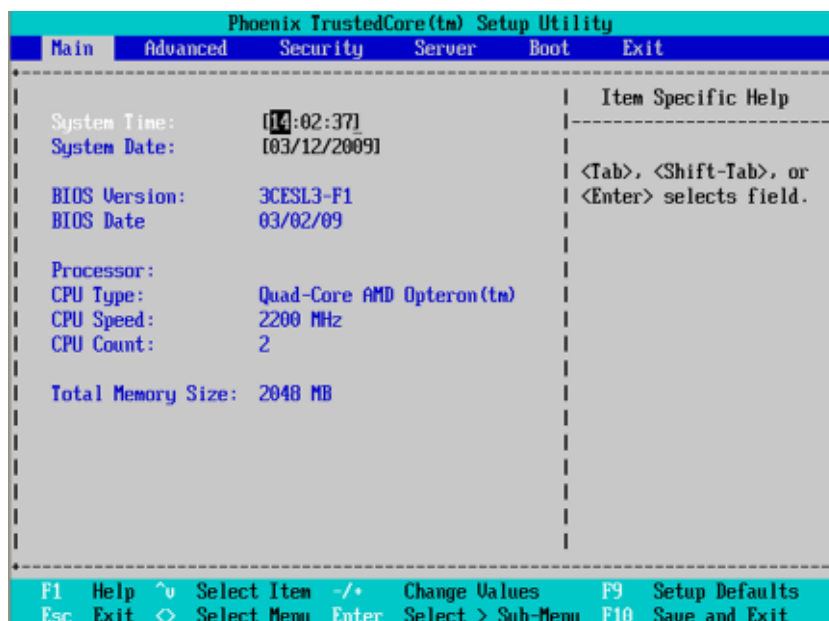 Phoenix TrustedCore(tm) Setup Utility
Main Advanced Security Server Boot Exit
Item Specific Help
System Time: [14:02:37]
System Date: [03/12/2009]
<Tab>, <Shift-Tab>, or
<Enter> selects field.
BIOS Version: 3CESL3-F1
BIOS Date 03/02/09
Processor:
CPU Type: Quad-Core AMD Opteron(tm)
CPU Speed: 2200 MHz
CPU Count: 2
Total Memory Size: 2048 MB
F1 Help ^v Select Item -/+ Change Values F9 Setup Defaults
Esc Exit <> Select Menu Enter Select > Sub-Menu F10 Save and Exit